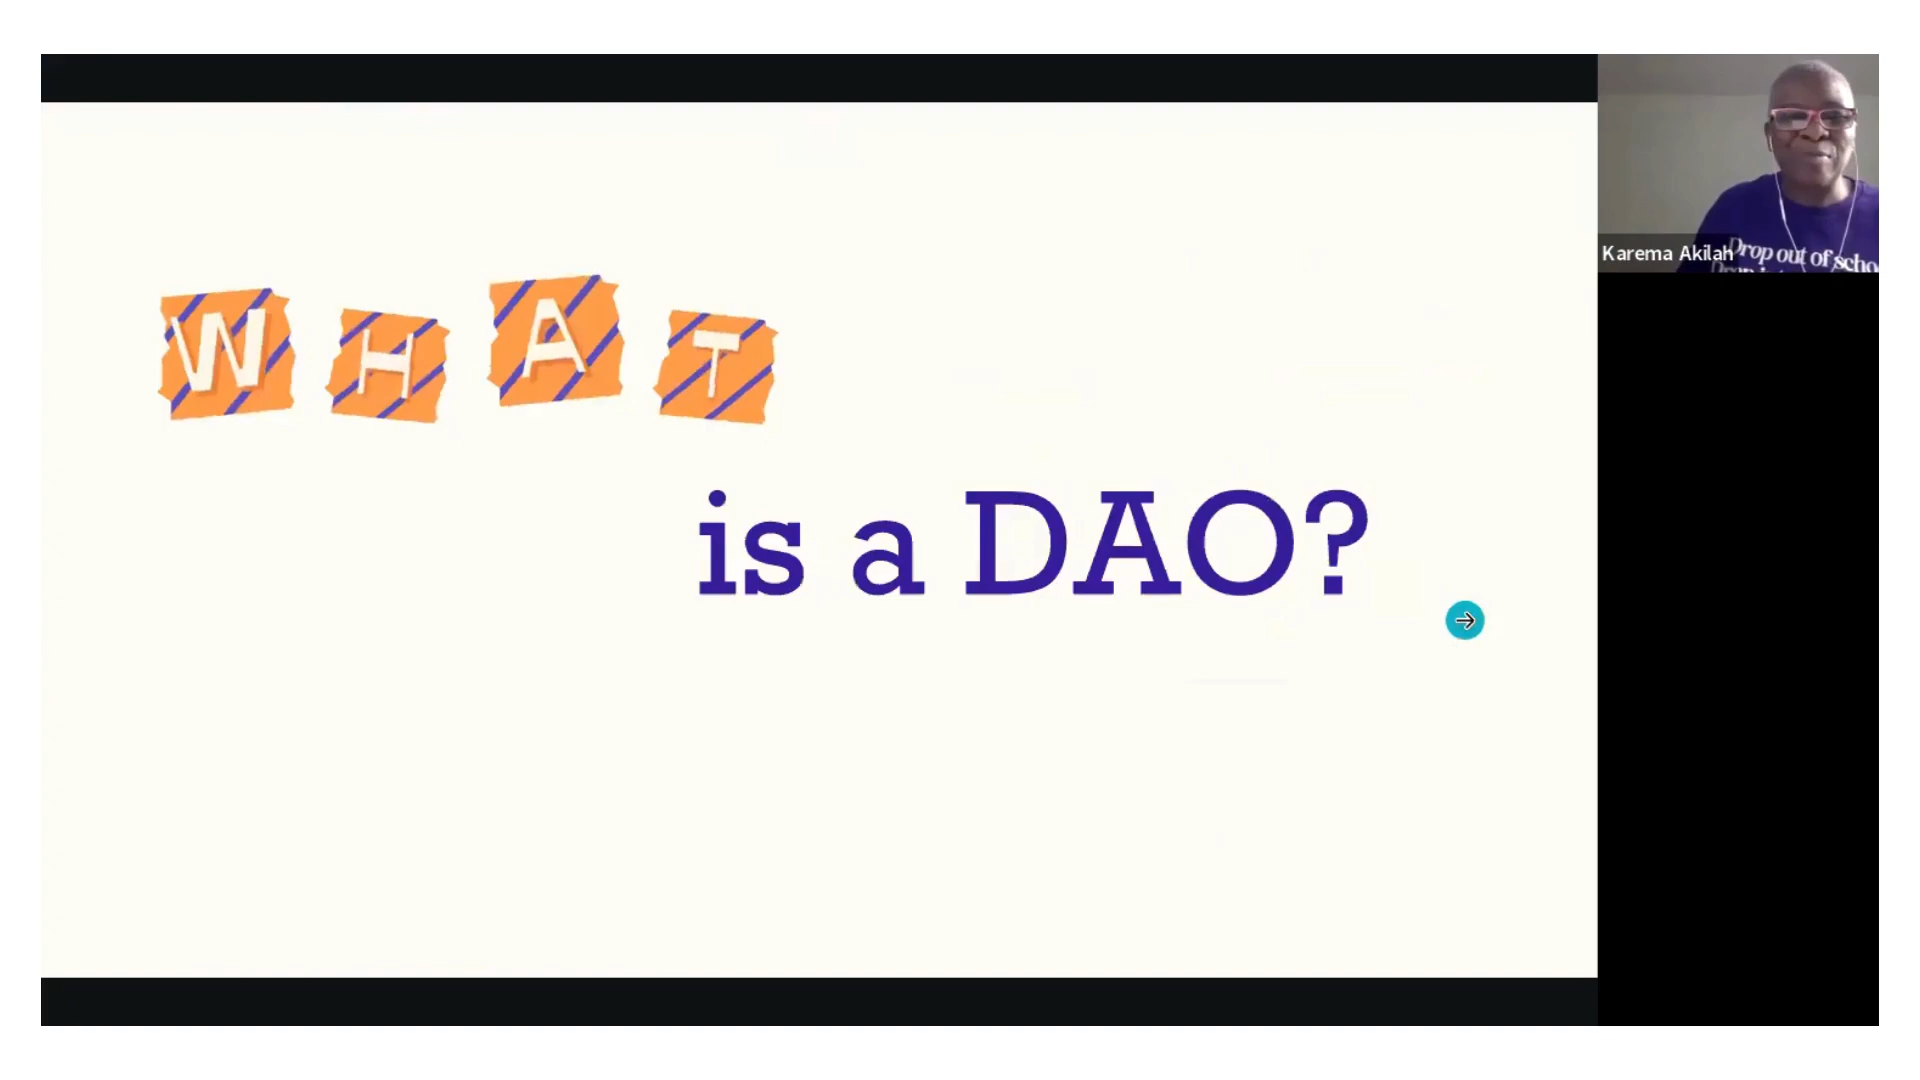 WHAT
is a DAO?
Karema Akilah
Drop out of scho